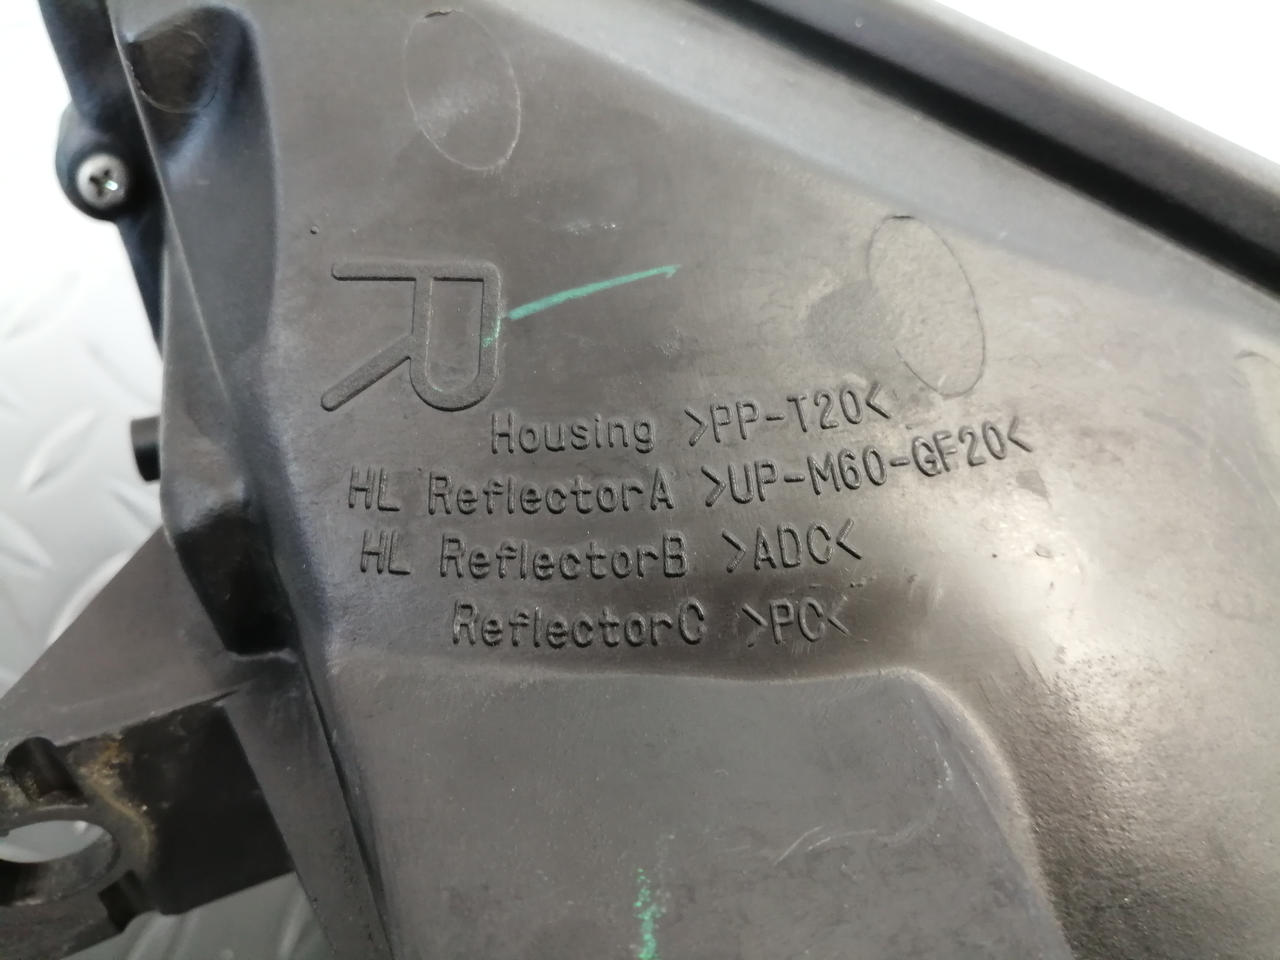 R
Housing >PP-T20<
HL ReflectorA >UP-M60-GF20<
HL ReflectorB >ADC<
ReflectorC >PC<